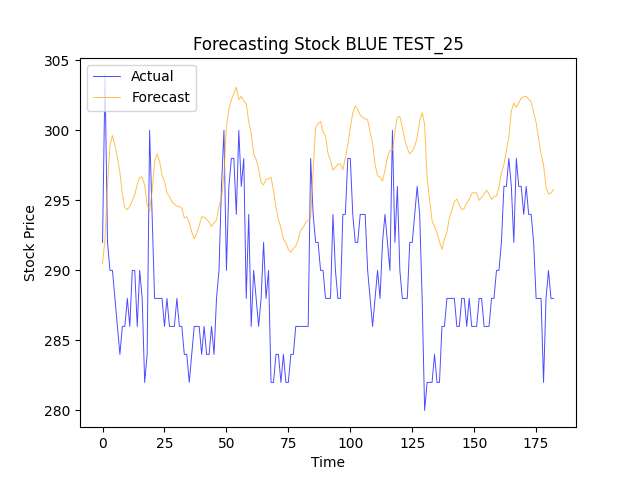 Forecasting Stock BLUE TEST_25
Actual
Forecast
Stock Price
305
300
295
290
285
280
0 25 50 75 100 125 150 175
Time